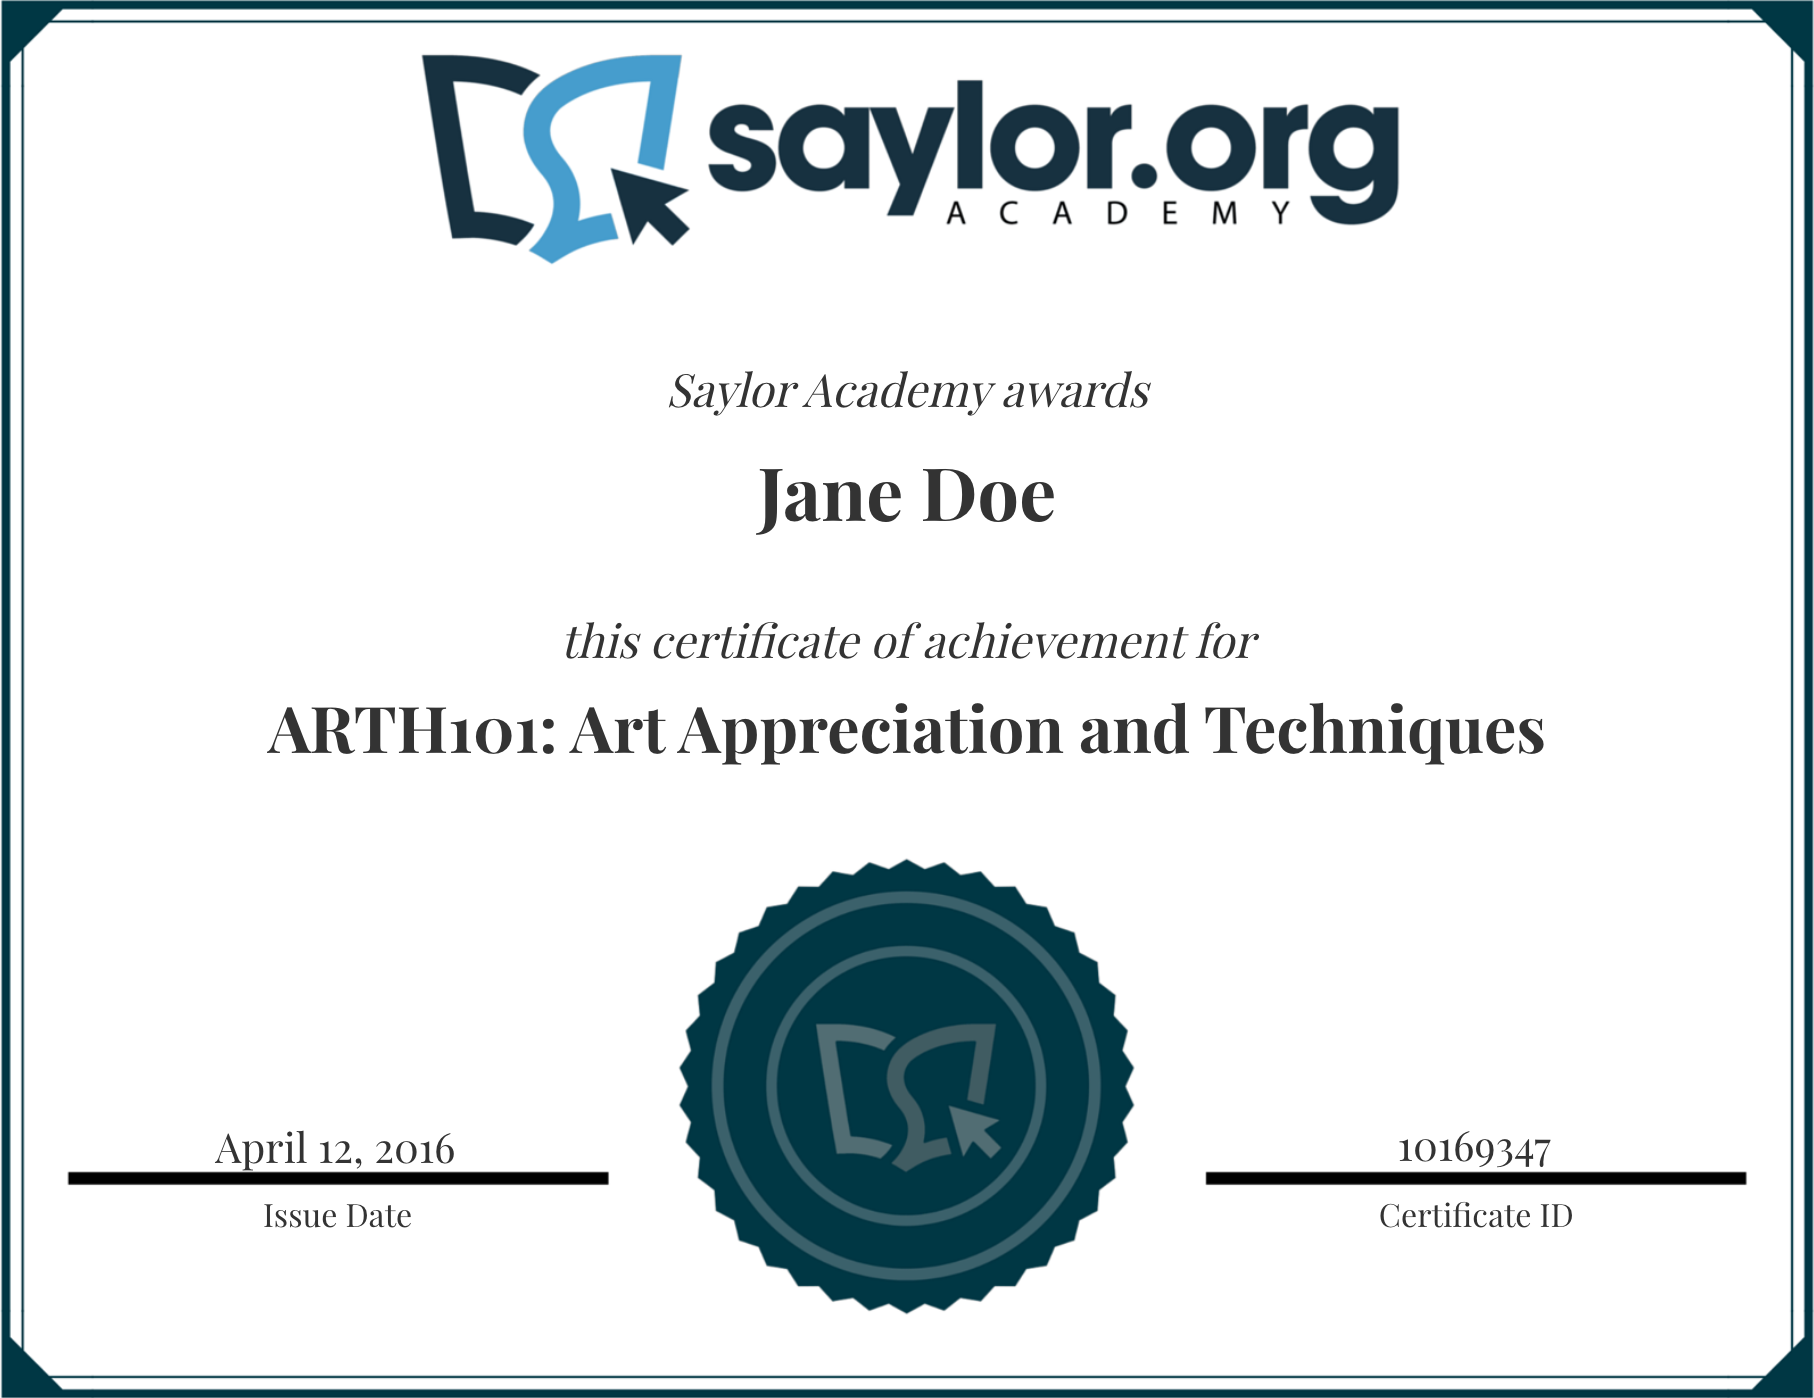 saylor.org
ACADEMY
Saylor Academy awards
Jane Doe
this certificate of achievement for
ARTH101: Art Appreciation and Techniques
April 12, 2016
Issue Date
10169347
Certificate ID